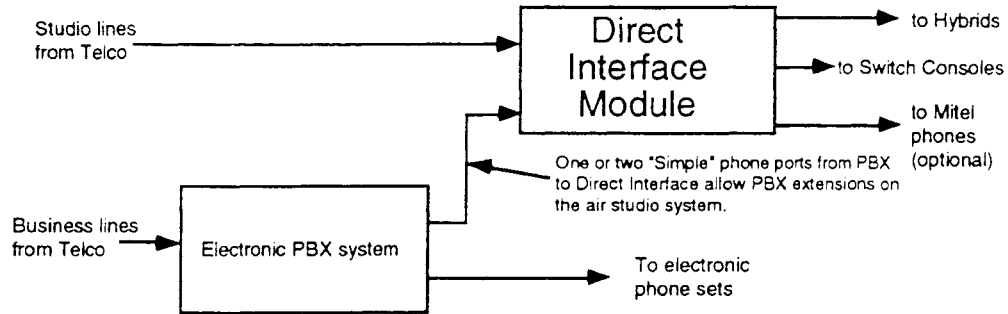 Studio lines
from Telco
Direct
Interface
Module
to Hybrids
to Switch Consoles
to Mitel
phones
(optional)
One or two "Simple" phone ports from PBX
to Direct Interface allow PBX extensions on
the air studio system.
Business lines
from Telco
Electronic PBX system
To electronic
phone sets